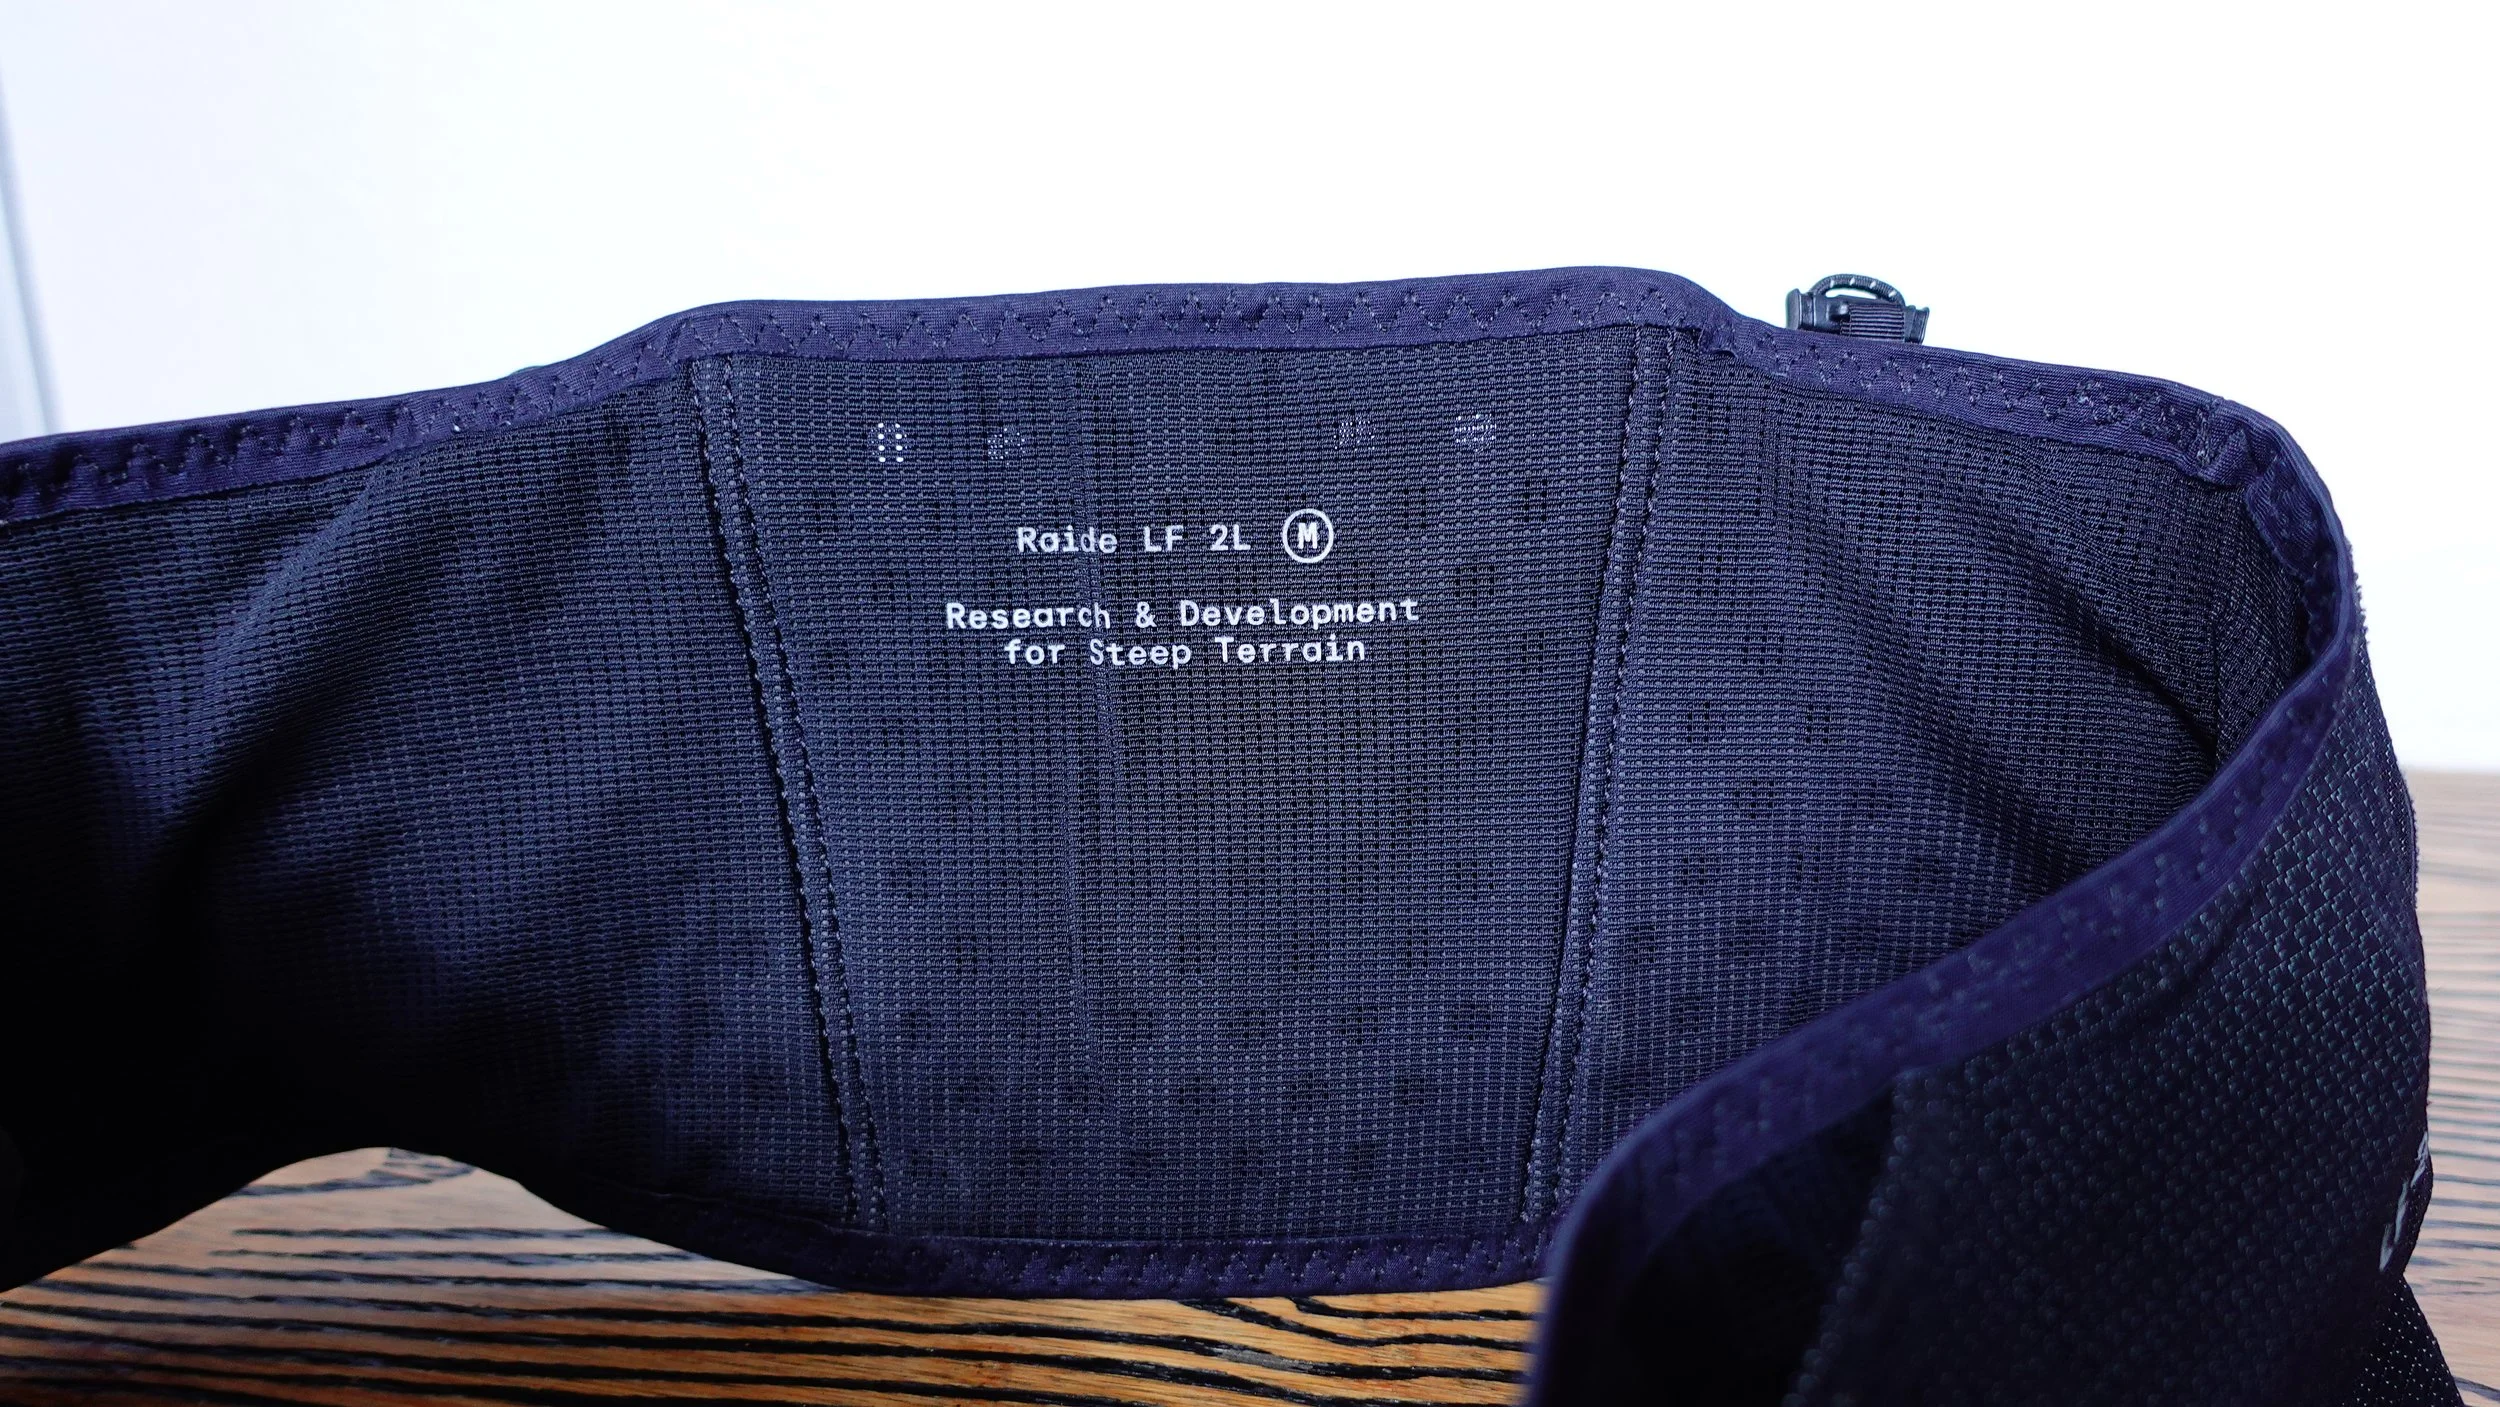 Raide LF 2L M
Research & Development
for Steep Terrain